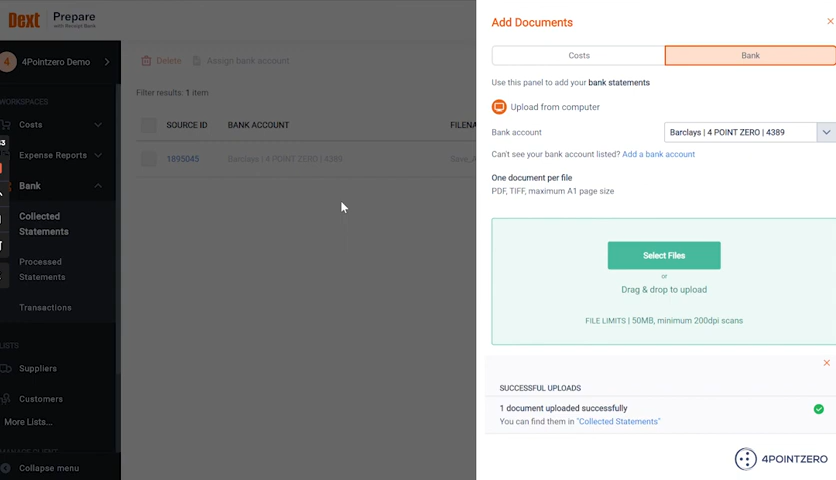 Dext Prepare
with Receipt Bank
4 4Pointzero Demo
WORKSPACES
Costs
Expense Reports
Bank
Collected
Statements
Processed
Statements
Transactions
LISTS
Suppliers
Customers
More Lists...
MANAGE CLIENT
Collapse menu
Delete
Assign bank account
Filter results: 1 item
SOURCE ID BANK ACCOUNT FILENA
1895045 Barclays | 4 POINT ZERO | 4389 Save_A
Add Documents
Costs Bank
Use this panel to add your bank statements
Upload from computer
Bank account Barclays | 4 POINT ZERO | 4389
Can't see your bank account listed? Add a bank account
One document per file
PDF, TIFF, maximum A1 page size
Select Files
or
Drag & drop to upload
FILE LIMITS | 50MB, minimum 200dpi scans
SUCCESSFUL UPLOADS
1 document uploaded successfully
You can find them in "Collected Statements"
4POINTZERO